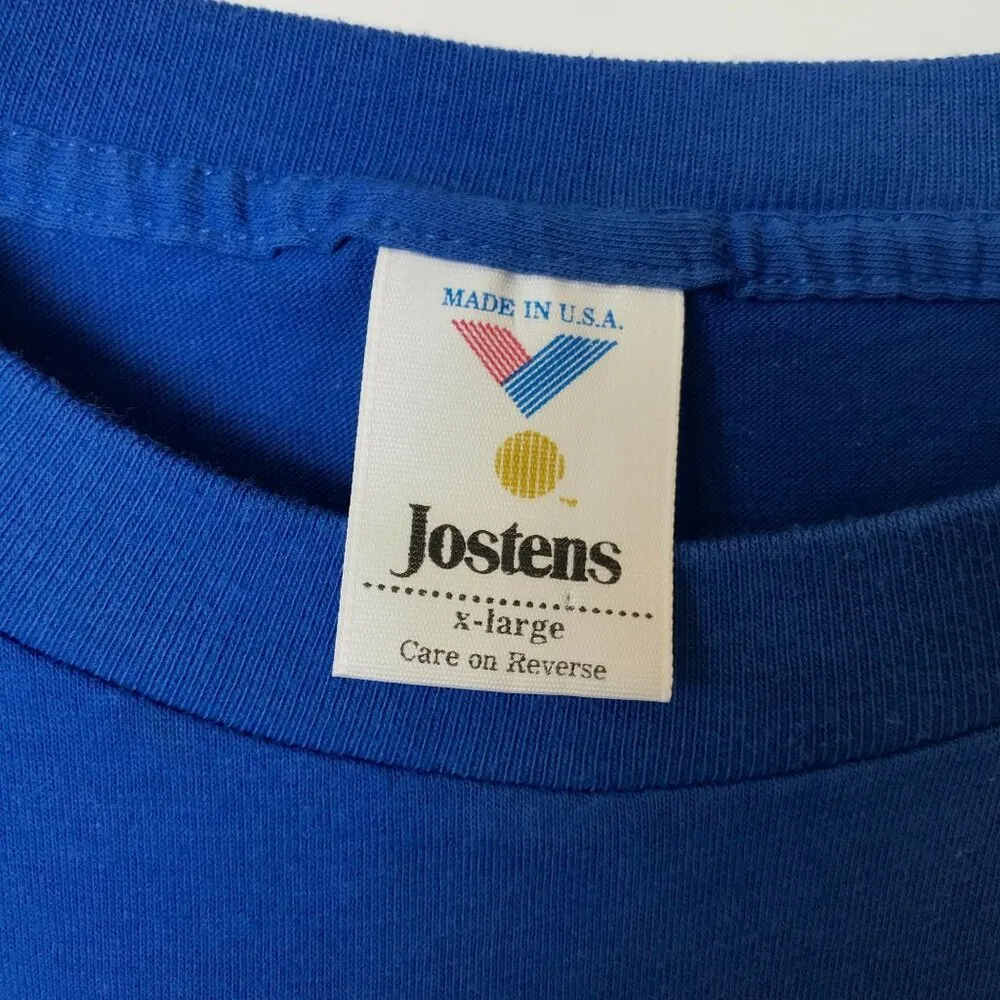 MADE IN U.S.A.
Jostens
x-large
Care on Reverse